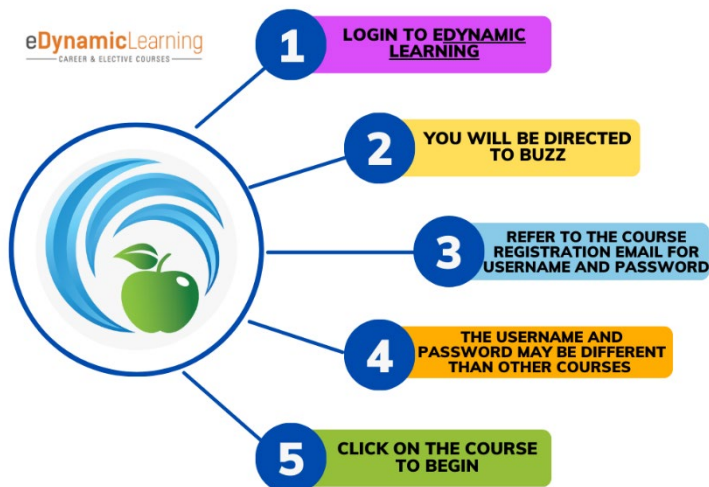 eDynamicLearning
CAREER & ELECTIVE COURSES
1
LOGIN TO EDYNAMIC
LEARNING
2
YOU WILL BE DIRECTED
TO BUZZ
3
REFER TO THE COURSE
REGISTRATION EMAIL FOR
USERNAME AND PASSWORD
4
THE USERNAME AND
PASSWORD MAY BE DIFFERENT
THAN OTHER COURSES
5
CLICK ON THE COURSE
TO BEGIN